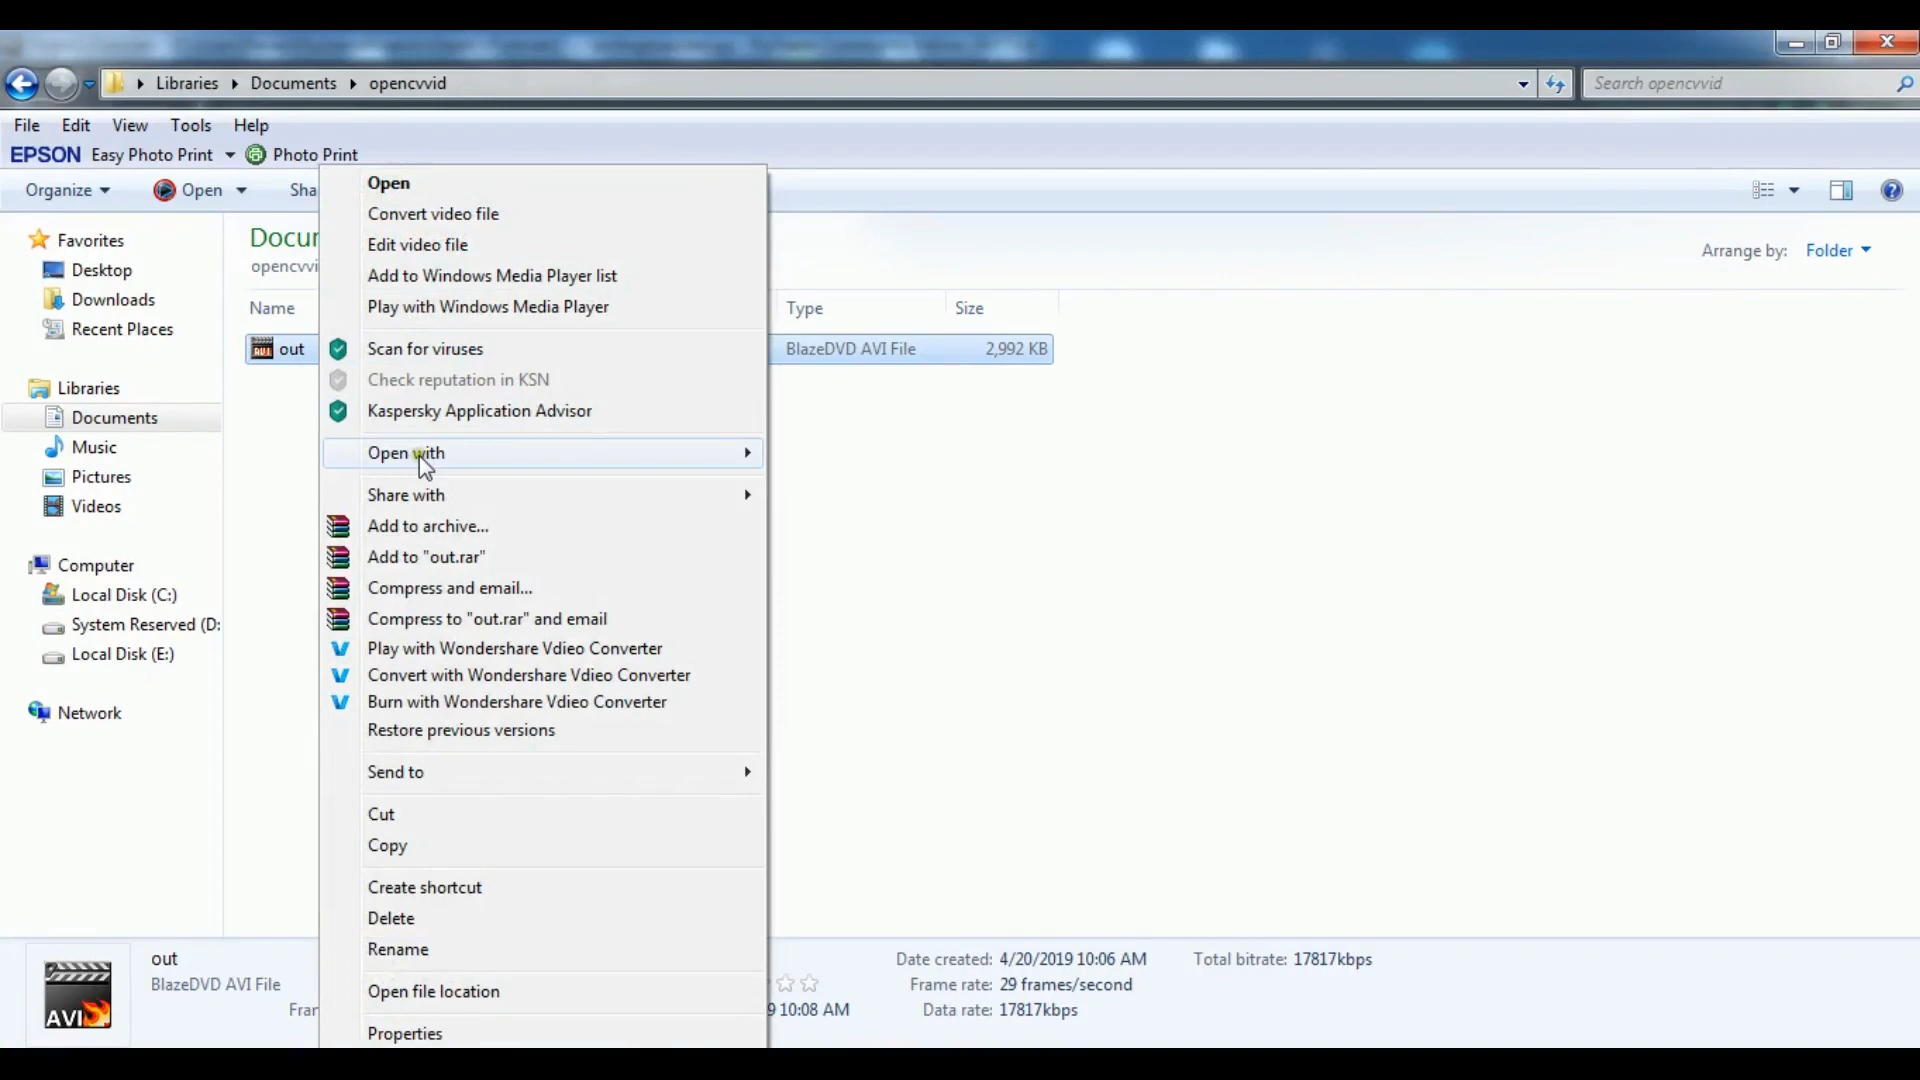 Libraries Documents opencvvid
Search opencvvid
File Edit View Tools Help
EPSON Easy Photo Print Photo Print
Organize Open Sha
Favorites
Desktop
Downloads
Recent Places
Libraries
Documents
Music
Pictures
Videos
Computer
Local Disk (C:)
System Reserved (D:
Local Disk (E:)
Network
Docur
opencvvi
Arrange by: Folder
Name Type Size
out BlazeDVD AVI File 2,992 KB
Open
Convert video file
Edit video file
Add to Windows Media Player list
Play with Windows Media Player
Scan for viruses
Check reputation in KSN
Kaspersky Application Advisor
Open with
Share with
Add to archive...
Add to "out.rar"
Compress and email...
Compress to "out.rar" and email
Play with Wondershare Vdieo Converter
Convert with Wondershare Vdieo Converter
Burn with Wondershare Vdieo Converter
Restore previous versions
Send to
Cut
Copy
Create shortcut
Delete
Rename
Open file location
Properties
AVI
out
BlazeDVD AVI File
Fran
9 10:08 AM
Date created: 4/20/2019 10:06 AM
Frame rate: 29 frames/second
Data rate: 17817kbps
Total bitrate: 17817kbps